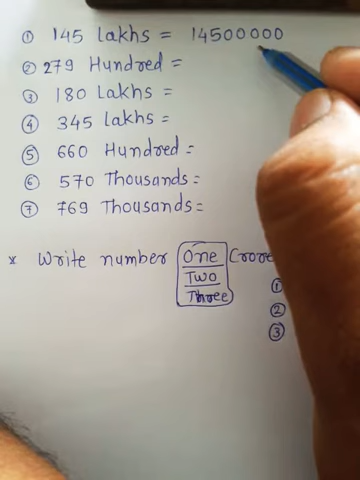 ① 145 Lakhs = 14500000
② 279 Hundred =
③ 180 Lakhs =
④ 345 Lakhs =
⑤ 660 Hundred =
⑥ 570 Thousands =
⑦ 769 Thousands =
* Write number One Crore
Two
Three
①
②
③